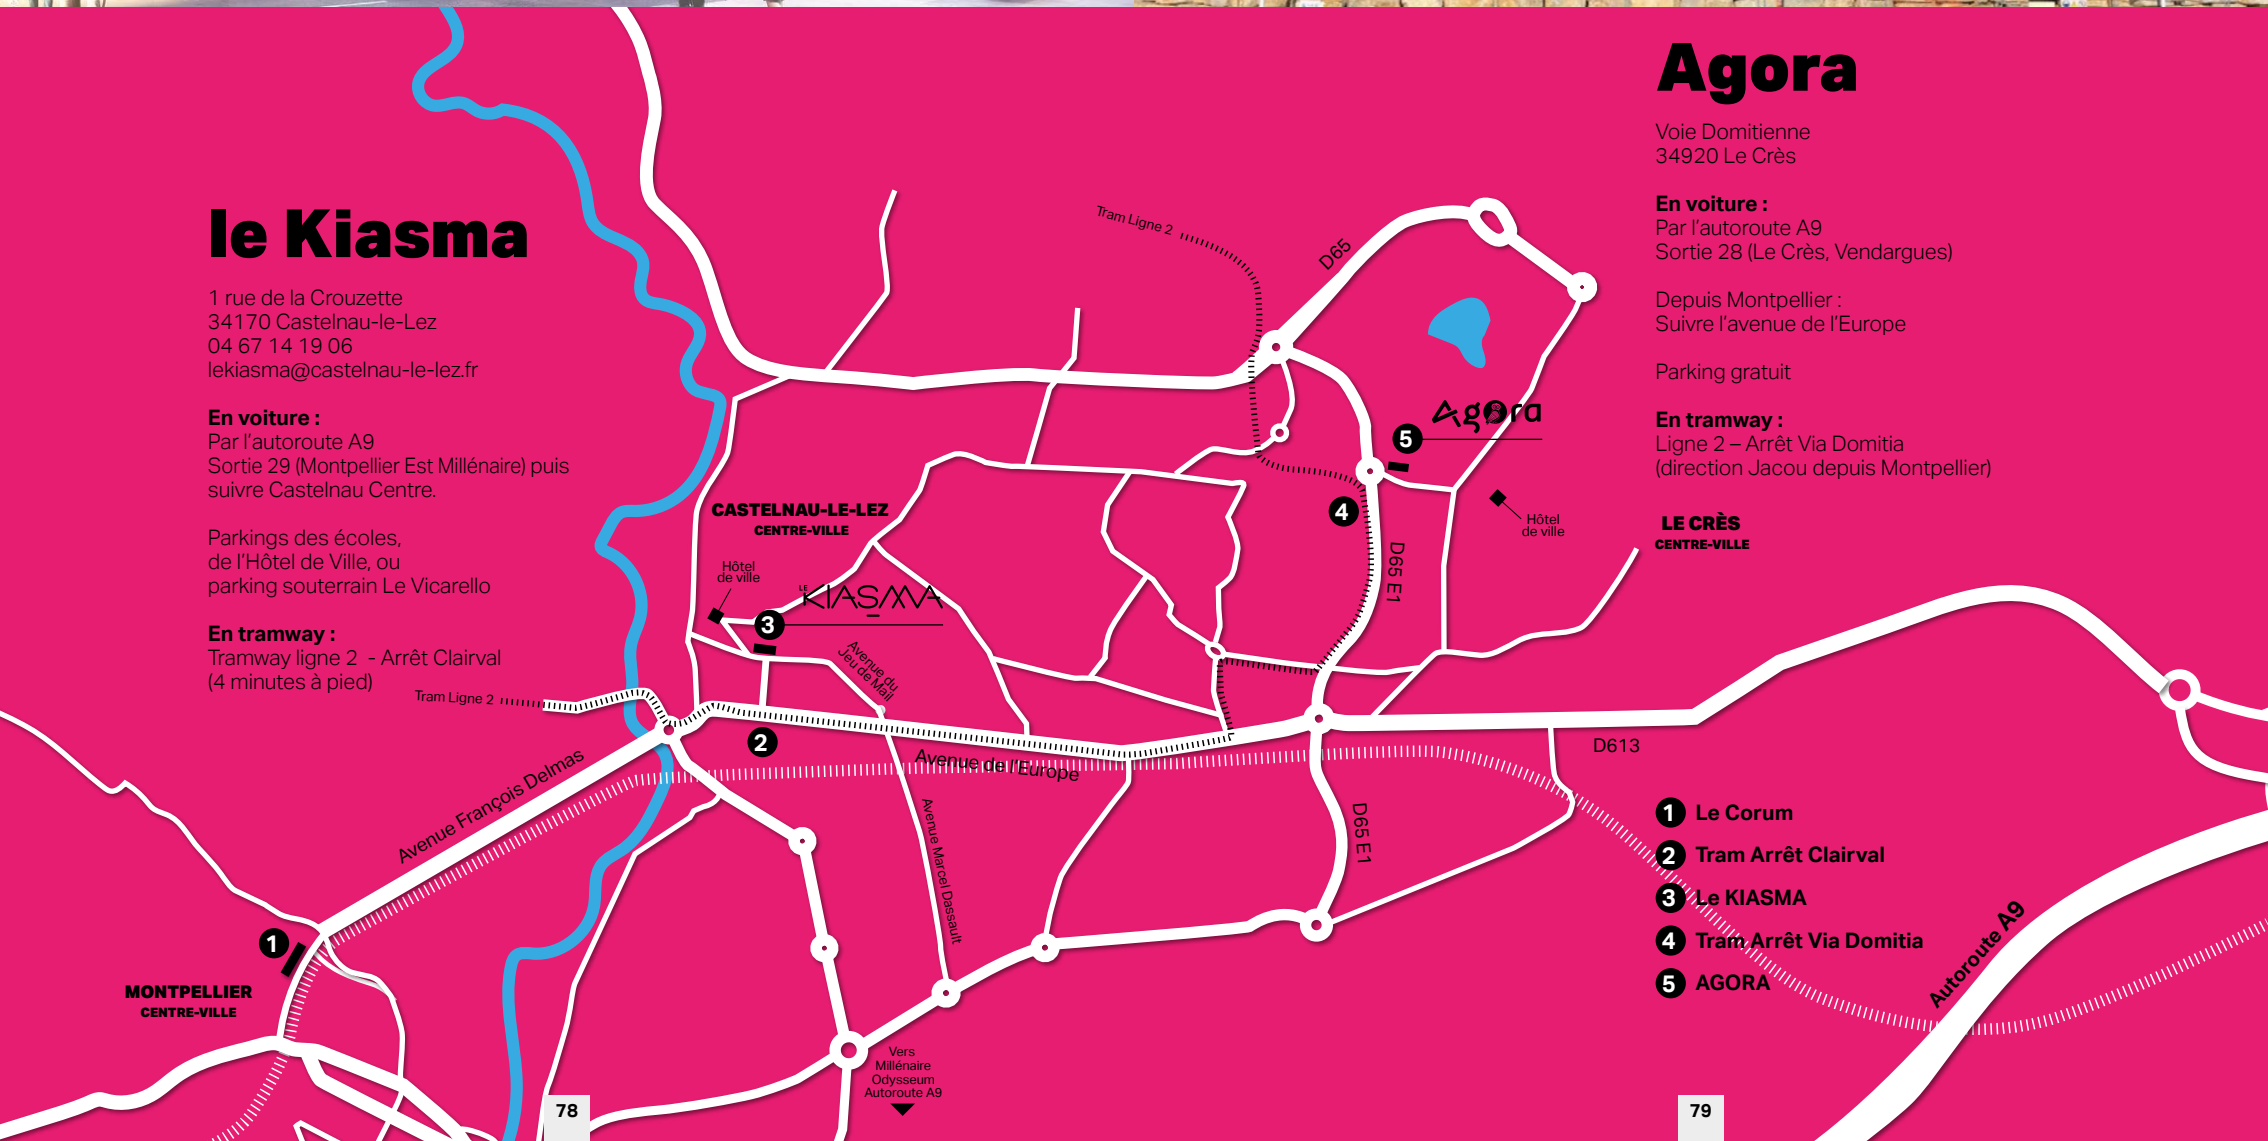 le Kiasma
1 rue de la Crouzette
34170 Castelnau-le-Lez
04 67 14 19 06
lekiasma@castelnau-le-lez.fr
En voiture :
Par l'autoroute A9
Sortie 29 (Montpellier Est Millénaire) puis
suivre Castelnau Centre.
Parkings des écoles,
de l'Hôtel de Ville, ou
parking souterrain Le Vicarello
En tramway :
Tramway ligne 2 - Arrêt Clairval
(4 minutes à pied)
Tram Ligne 2
Avenue François Delmas
1
MONTPELLIER
CENTRE-VILLE
CASTELNAU-LE-LEZ
CENTRE-VILLE
Hôtel
de ville
3
LE
KIASMA
Avenue du
Jeu de Mail
2
Avenue de l'Europe
Avenue Marcel Dassault
Vers
Millénaire
Odysseum
Autoroute A9
78
Tram Ligne 2
D65
5
Agora
4
Hôtel
de ville
D65 E1
D65 E1
D613
Agora
Voie Domitienne
34920 Le Crès
En voiture :
Par l'autoroute A9
Sortie 28 (Le Crès, Vendargues)
Depuis Montpellier :
Suivre l'avenue de l'Europe
Parking gratuit
En tramway :
Ligne 2 – Arrêt Via Domitia
(direction Jacou depuis Montpellier)
LE CRÈS
CENTRE-VILLE
1 Le Corum
2 Tram Arrêt Clairval
3 Le KIASMA
4 Tram Arrêt Via Domitia
5 AGORA
Autoroute A9
79